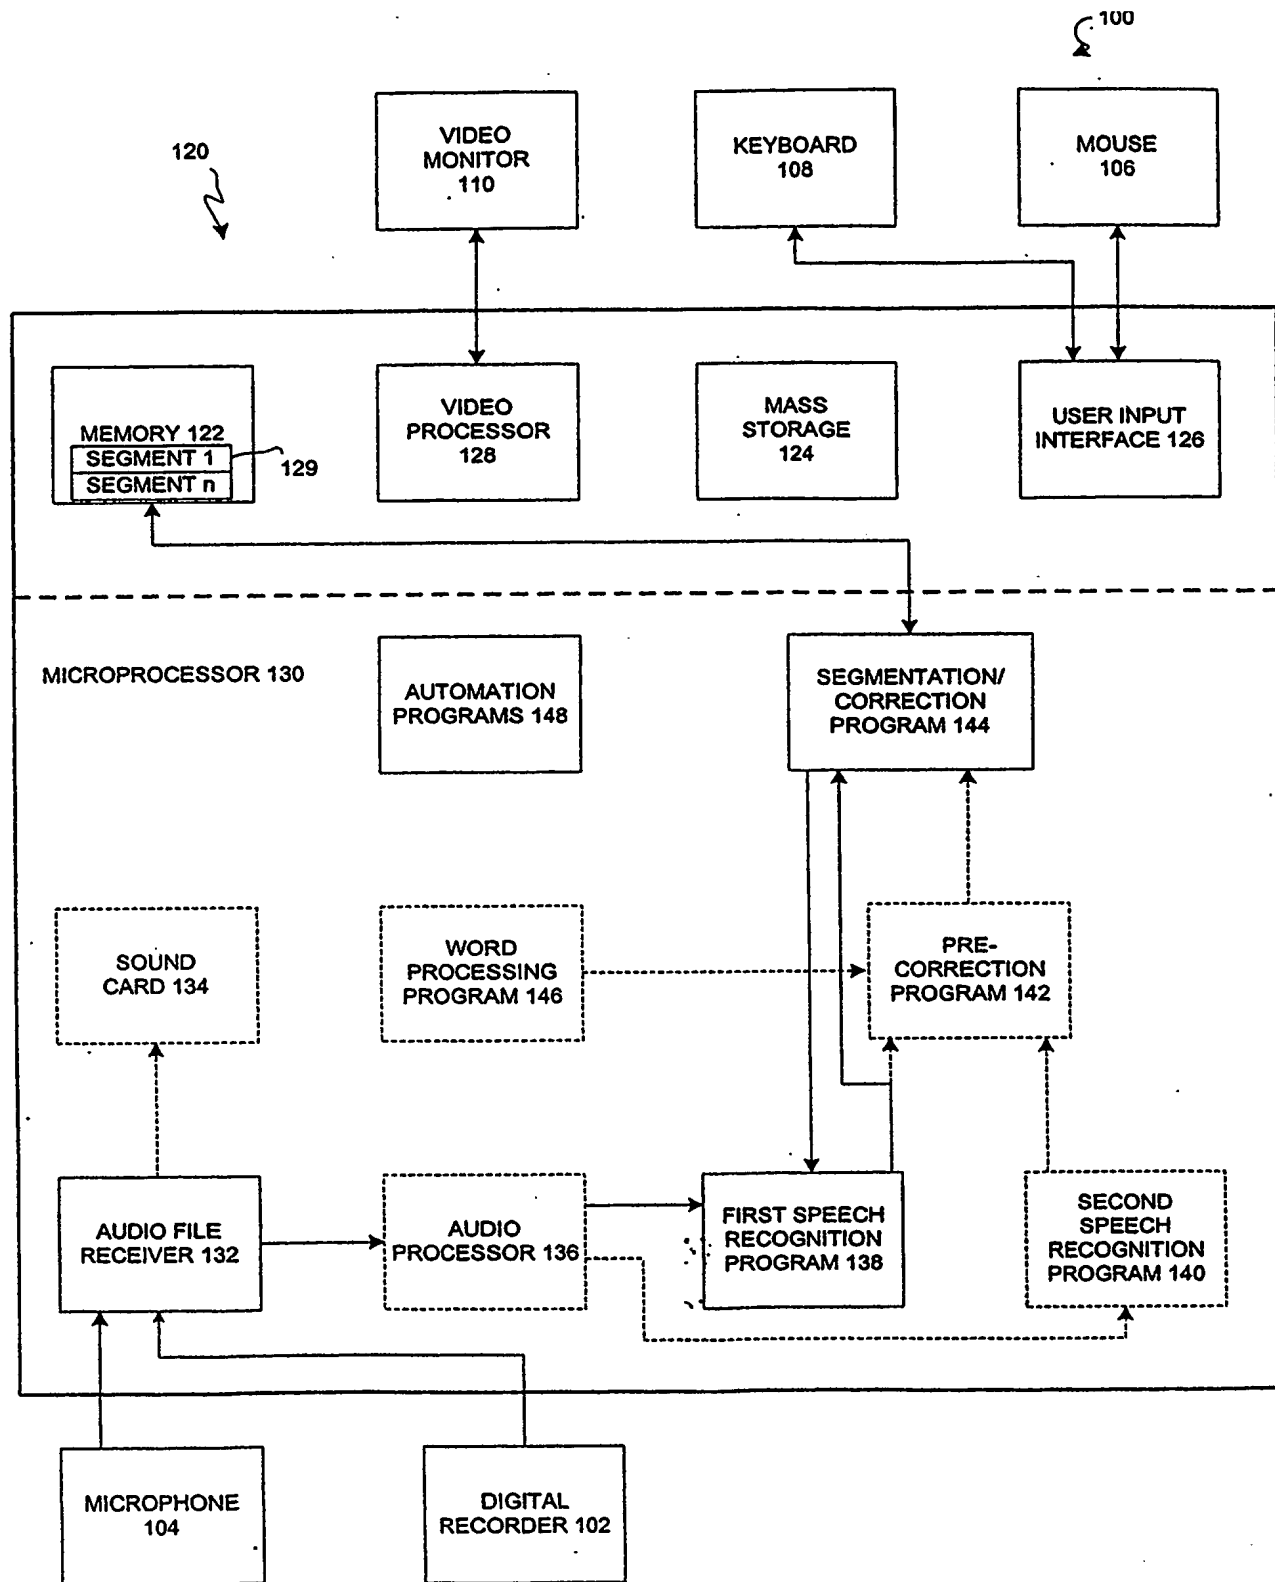 100
VIDEO
MONITOR
110
KEYBOARD
108
MOUSE
106
120
MEMORY 122
SEGMENT 1
SEGMENT n
129
VIDEO
PROCESSOR
128
MASS
STORAGE
124
USER INPUT
INTERFACE 126
MICROPROCESSOR 130
AUTOMATION
PROGRAMS 148
SEGMENTATION/
CORRECTION
PROGRAM 144
SOUND
CARD 134
WORD
PROCESSING
PROGRAM 146
PRE-
CORRECTION
PROGRAM 142
AUDIO FILE
RECEIVER 132
AUDIO
PROCESSOR 136
FIRST SPEECH
RECOGNITION
PROGRAM 138
SECOND
SPEECH
RECOGNITION
PROGRAM 140
MICROPHONE
104
DIGITAL
RECORDER 102